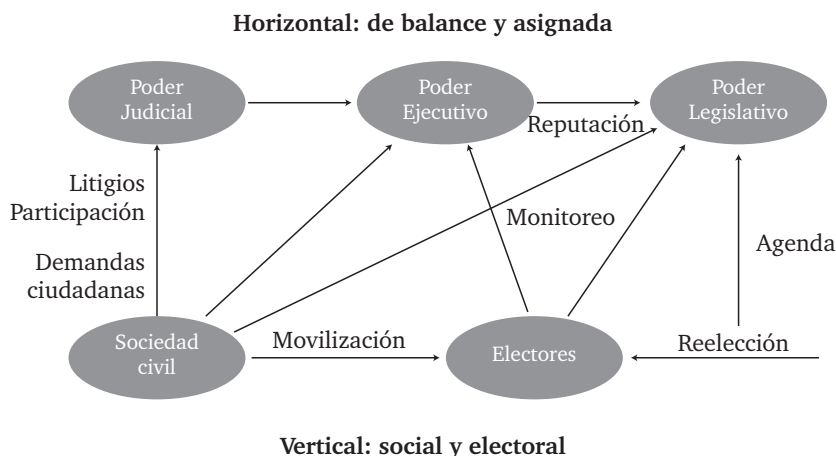 Horizontal: de balance y asignada
Poder
Judicial
Poder
Ejecutivo
Poder
Legislativo
Reputación
Litigios
Participación
Monitoreo
Agenda
Demandas
ciudadanas
Sociedad
civil
Movilización
Electores
Reelección
Vertical: social y electoral